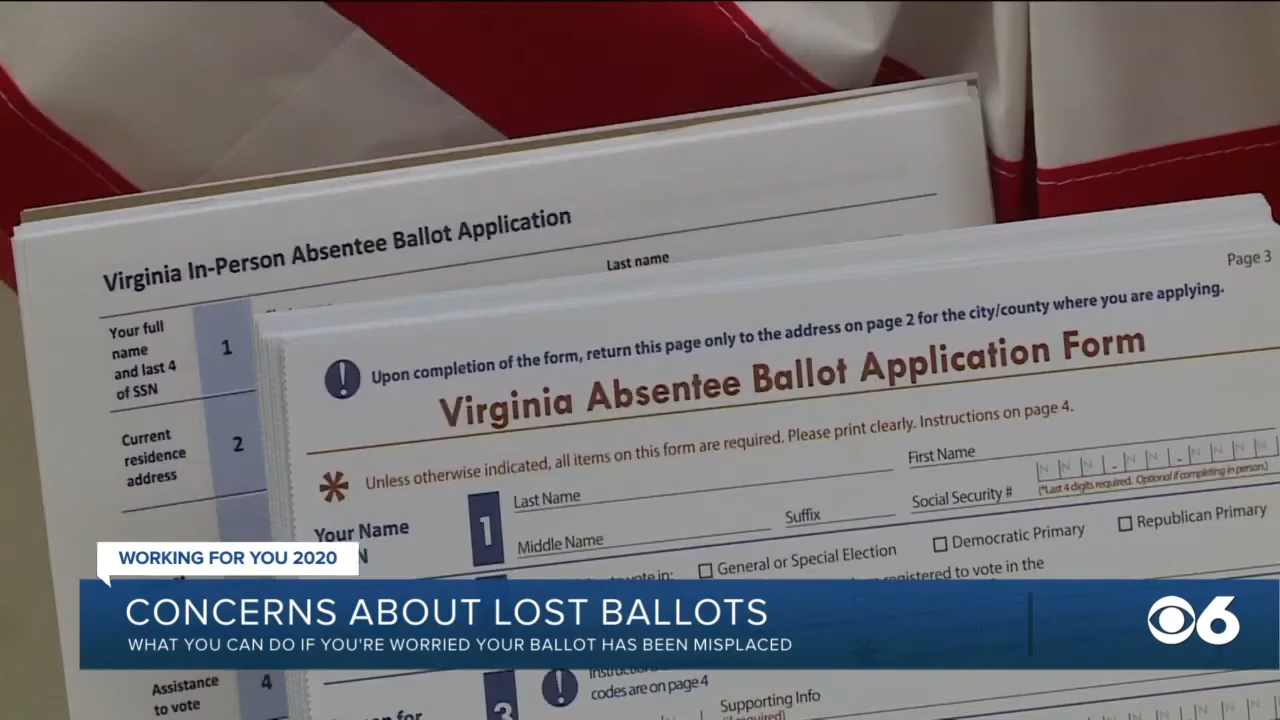 Virginia In-Person Absentee Ballot Application
Last name
Your full
name
and last 4
of SSN
1
Current
residence
address
2
Assistance
to vote
4
Page 3
! Upon completion of the form, return this page only to the address on page 2 for the city/county where you are applying.
Virginia Absentee Ballot Application Form
* Unless otherwise indicated, all items on this form are required. Please print clearly. Instructions on page 4.
Your Name
1
Last Name
First Name
Middle Name
Suffix
Social Security #
N N N - N N - N N N N
(*Last 4 digits required. Optional if completing in person.)
vote in:
General or Special Election
Democratic Primary
Republican Primary
registered to vote in the
WORKING FOR YOU 2020
CONCERNS ABOUT LOST BALLOTS
WHAT YOU CAN DO IF YOU'RE WORRIED YOUR BALLOT HAS BEEN MISPLACED
6
3
!
codes are on page 4
Supporting Info
for